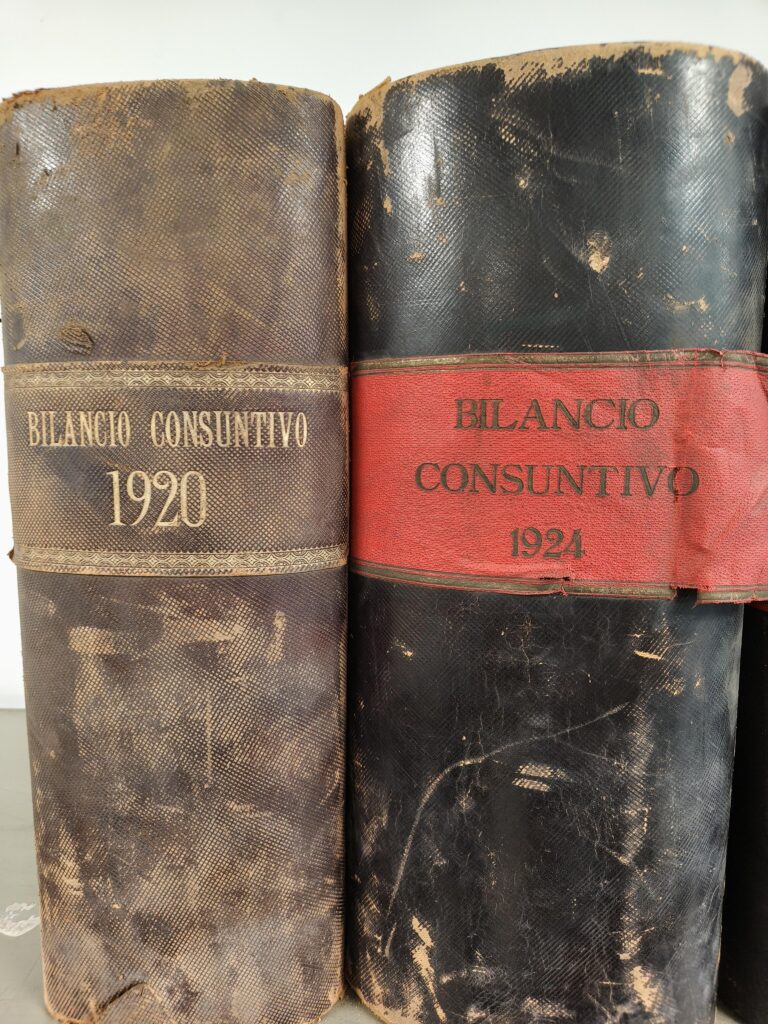 BILANCIO CONSUNTIVO
1920
BILANCIO
CONSUNTIVO
1924